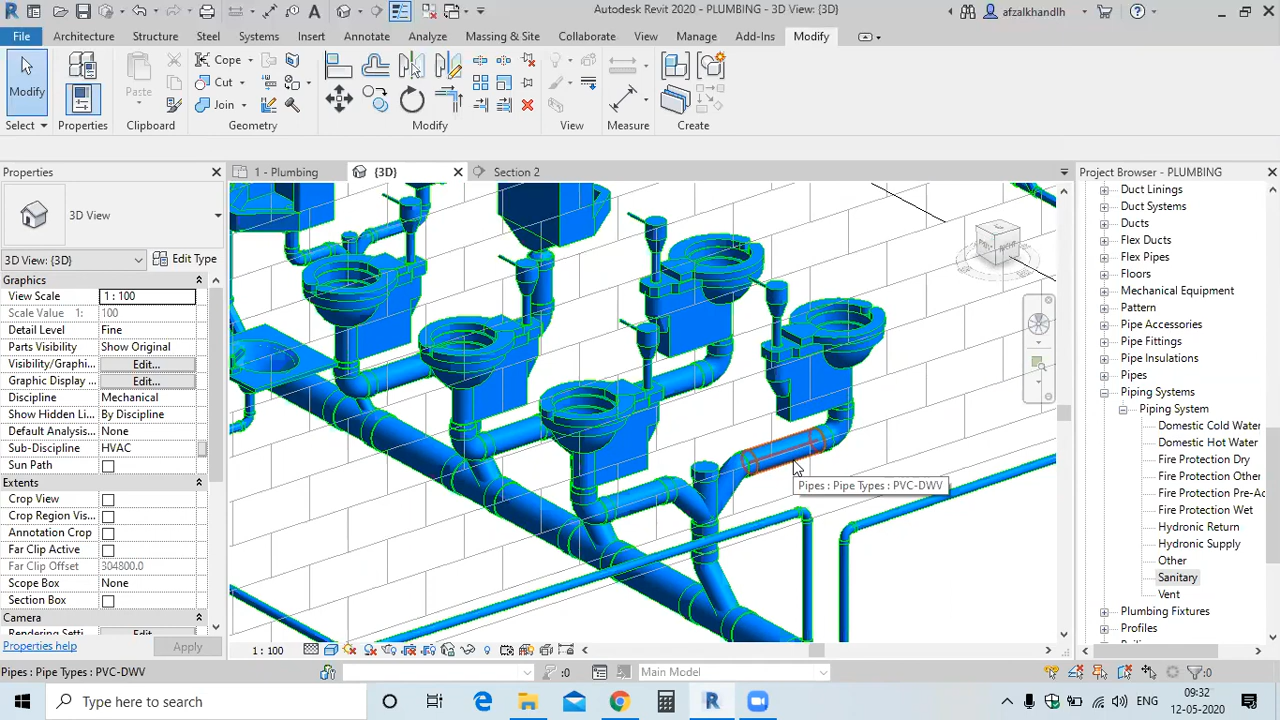 Autodesk Revit 2020 - PLUMBING - 3D View: {3D}
afzalkhandlh
File
Architecture
Structure
Steel
Systems
Insert
Annotate
Analyze
Massing & Site
Collaborate
View
Manage
Add-Ins
Modify
Modify
Properties
Paste
Cope
Cut
Join
Select
Properties
Clipboard
Geometry
Modify
View
Measure
Create
Properties
1 - Plumbing
{3D}
Section 2
Project Browser - PLUMBING
3D View
3D View: {3D}
Edit Type
Graphics
View Scale 1 : 100
Scale Value 1: 100
Detail Level Fine
Parts Visibility Show Original
Visibility/Graphi... Edit...
Graphic Display ... Edit...
Discipline Mechanical
Show Hidden Li... By Discipline
Default Analysis... None
Sub-Discipline HVAC
Sun Path
Extents
Crop View
Crop Region Vis...
Annotation Crop
Far Clip Active
Far Clip Offset 304800.0
Scope Box None
Section Box
Camera
Rendering Setti... Edit...
Properties help
Apply
Pipes : Pipe Types : PVC-DWV
Duct Linings
Duct Systems
Ducts
Flex Ducts
Flex Pipes
Floors
Mechanical Equipment
Pattern
Pipe Accessories
Pipe Fittings
Pipe Insulations
Pipes
Piping Systems
Piping System
Domestic Cold Water
Domestic Hot Water
Fire Protection Dry
Fire Protection Other
Fire Protection Pre-Ac
Fire Protection Wet
Hydronic Return
Hydronic Supply
Other
Sanitary
Vent
Plumbing Fixtures
Profiles
1 : 100
Pipes : Pipe Types : PVC-DWV
:0
Main Model
:0
Type here to search
ENG
09:32
12-05-2020